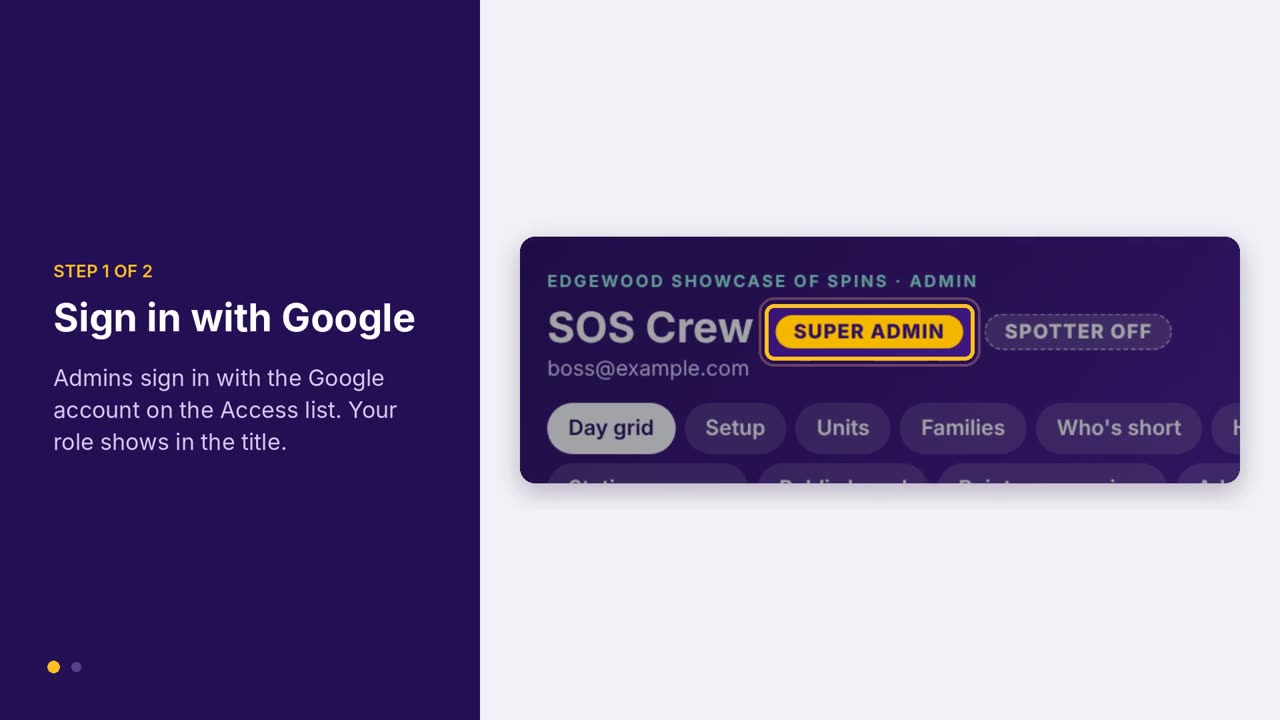 STEP 1 OF 2
Sign in with Google
Admins sign in with the Google
account on the Access list. Your
role shows in the title.
EDGEWOOD SHOWCASE OF SPINS · ADMIN
SOS Crew SUPER ADMIN SPOTTER OFF
boss@example.com
Day grid Setup Units Families Who's short